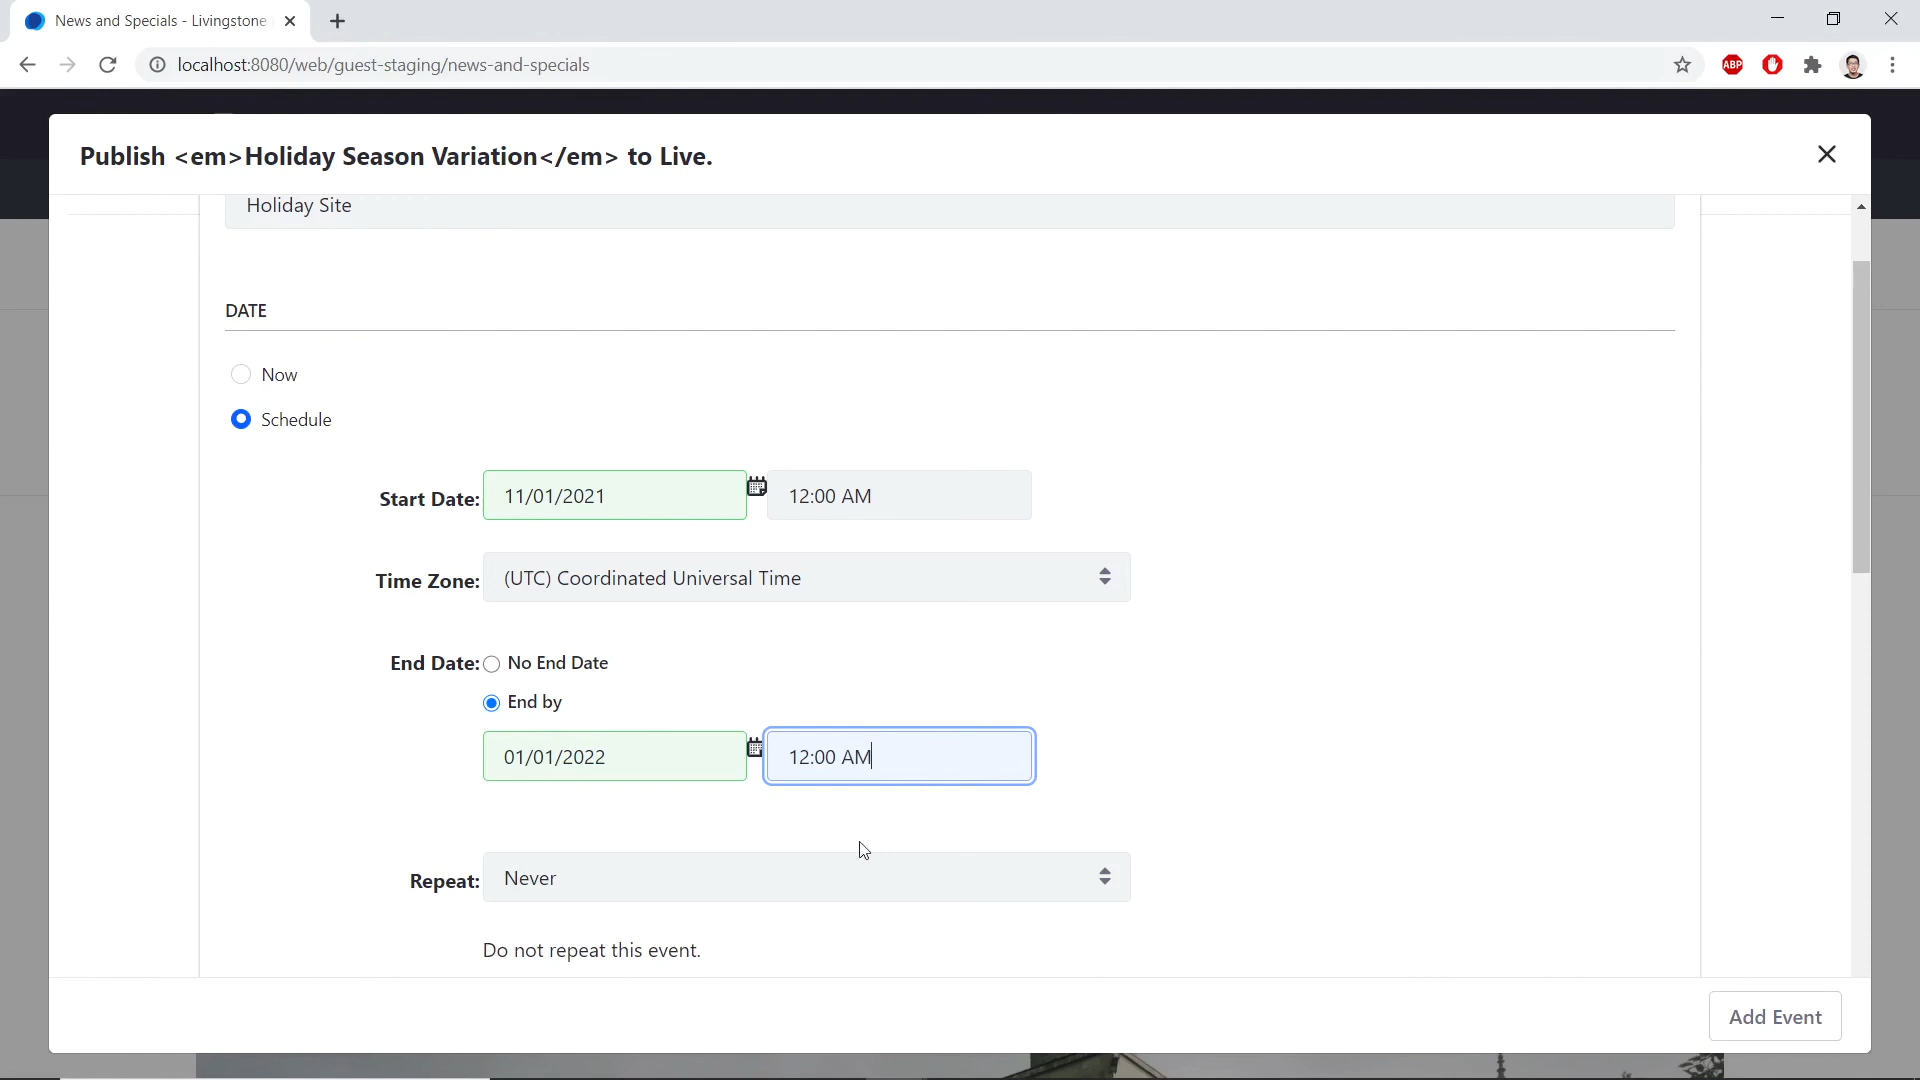 News and Specials - Livingstone
localhost:8080/web/guest-staging/news-and-specials
ABP
Publish <em>Holiday Season Variation</em> to Live.
Holiday Site
DATE
Now
Schedule
Start Date: 11/01/2021 12:00 AM
Time Zone: (UTC) Coordinated Universal Time
End Date: No End Date
End by
01/01/2022 12:00 AM
Repeat: Never
Do not repeat this event.
Add Event